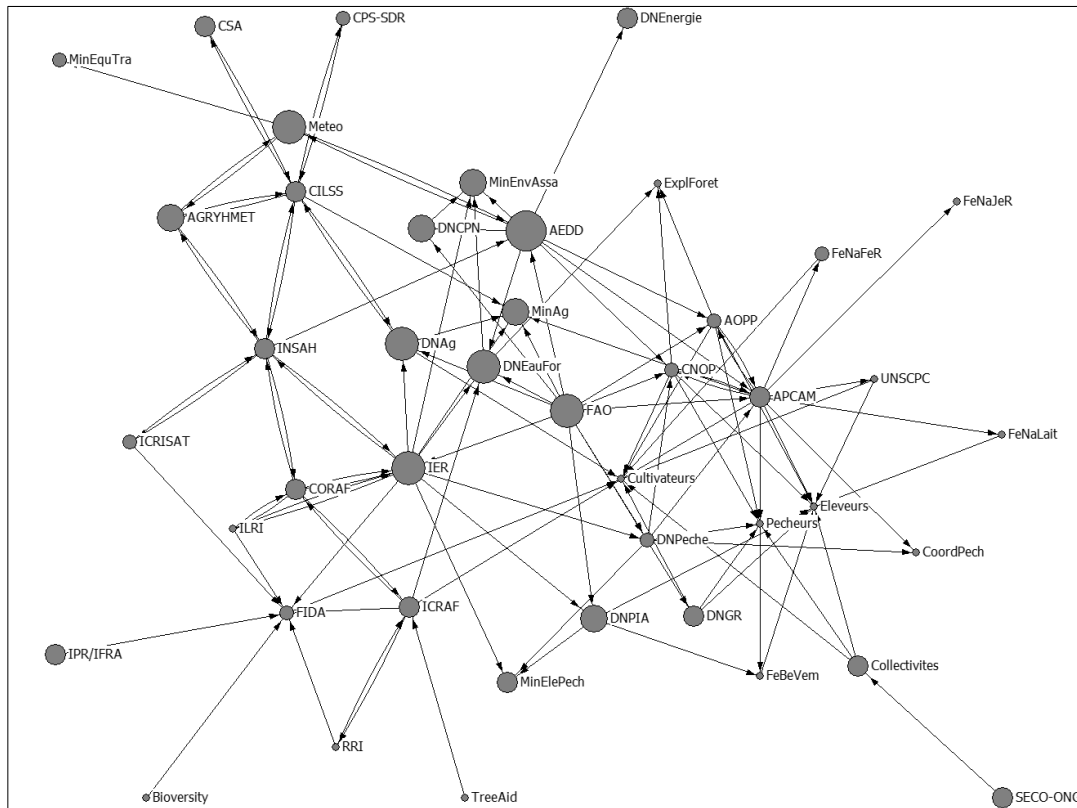 CSA
CPS-SDR
DNEnergie
MinEquTra
Meteo
MinEnvAssa
ExplForet
CILSS
FeNaJeR
AGRYHMET
DNCPN
AEDD
FeNaFeR
MinAg
AOPP
DNAg
INSAH
DNEauFor
CNOP
UNSCPC
APCAM
FAO
FeNaLait
ICRISAT
IER
Cultivateurs
CORAF
Eleveurs
ILRI
Pecheurs
DNPeche
CoordPech
FIDA
ICRAF
DNPIA
DNGR
IPR/IFRA
Collectivites
MinElePech
FeBeVem
RRI
Bioversity
TreeAid
SECO-ONG